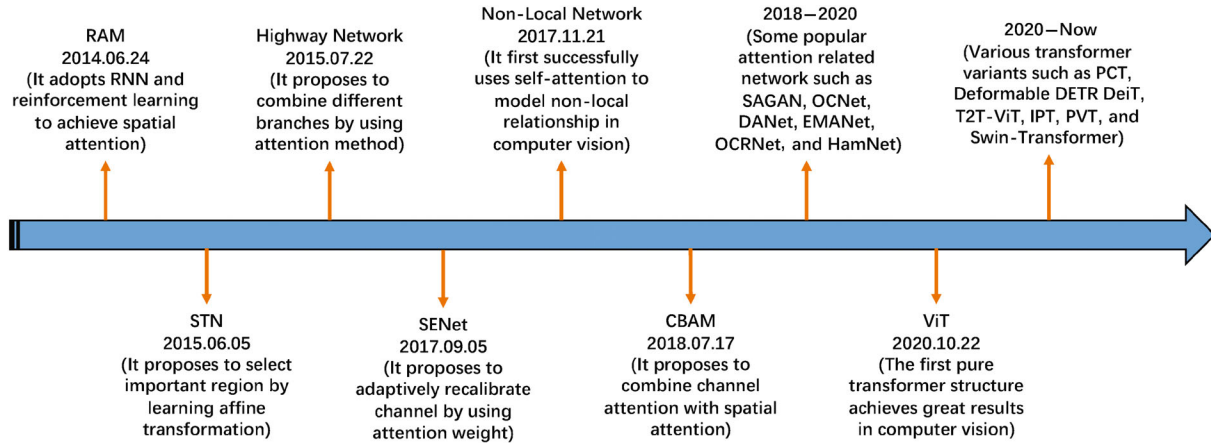 RAM
2014.06.24
(It adopts RNN and
reinforcement learning
to achieve spatial
attention)
Highway Network
2015.07.22
(It proposes to
combine different
branches by using
attention method)
Non-Local Network
2017.11.21
(It first successfully
uses self-attention to
model non-local
relationship in
computer vision)
2018—2020
(Some popular
attention related
network such as
SAGAN, OCNet,
DANet, EMANet,
OCRNet, and HamNet)
2020—Now
(Various transformer
variants such as PCT,
Deformable DETR DeiT,
T2T-ViT, IPT, PVT, and
Swin-Transformer)
STN
2015.06.05
(It proposes to select
important region by
learning affine
transformation)
SENet
2017.09.05
(It proposes to
adaptively recalibrate
channel by using
attention weight)
CBAM
2018.07.17
(It proposes to
combine channel
attention with spatial
attention)
ViT
2020.10.22
(The first pure
transformer structure
achieves great results
in computer vision)